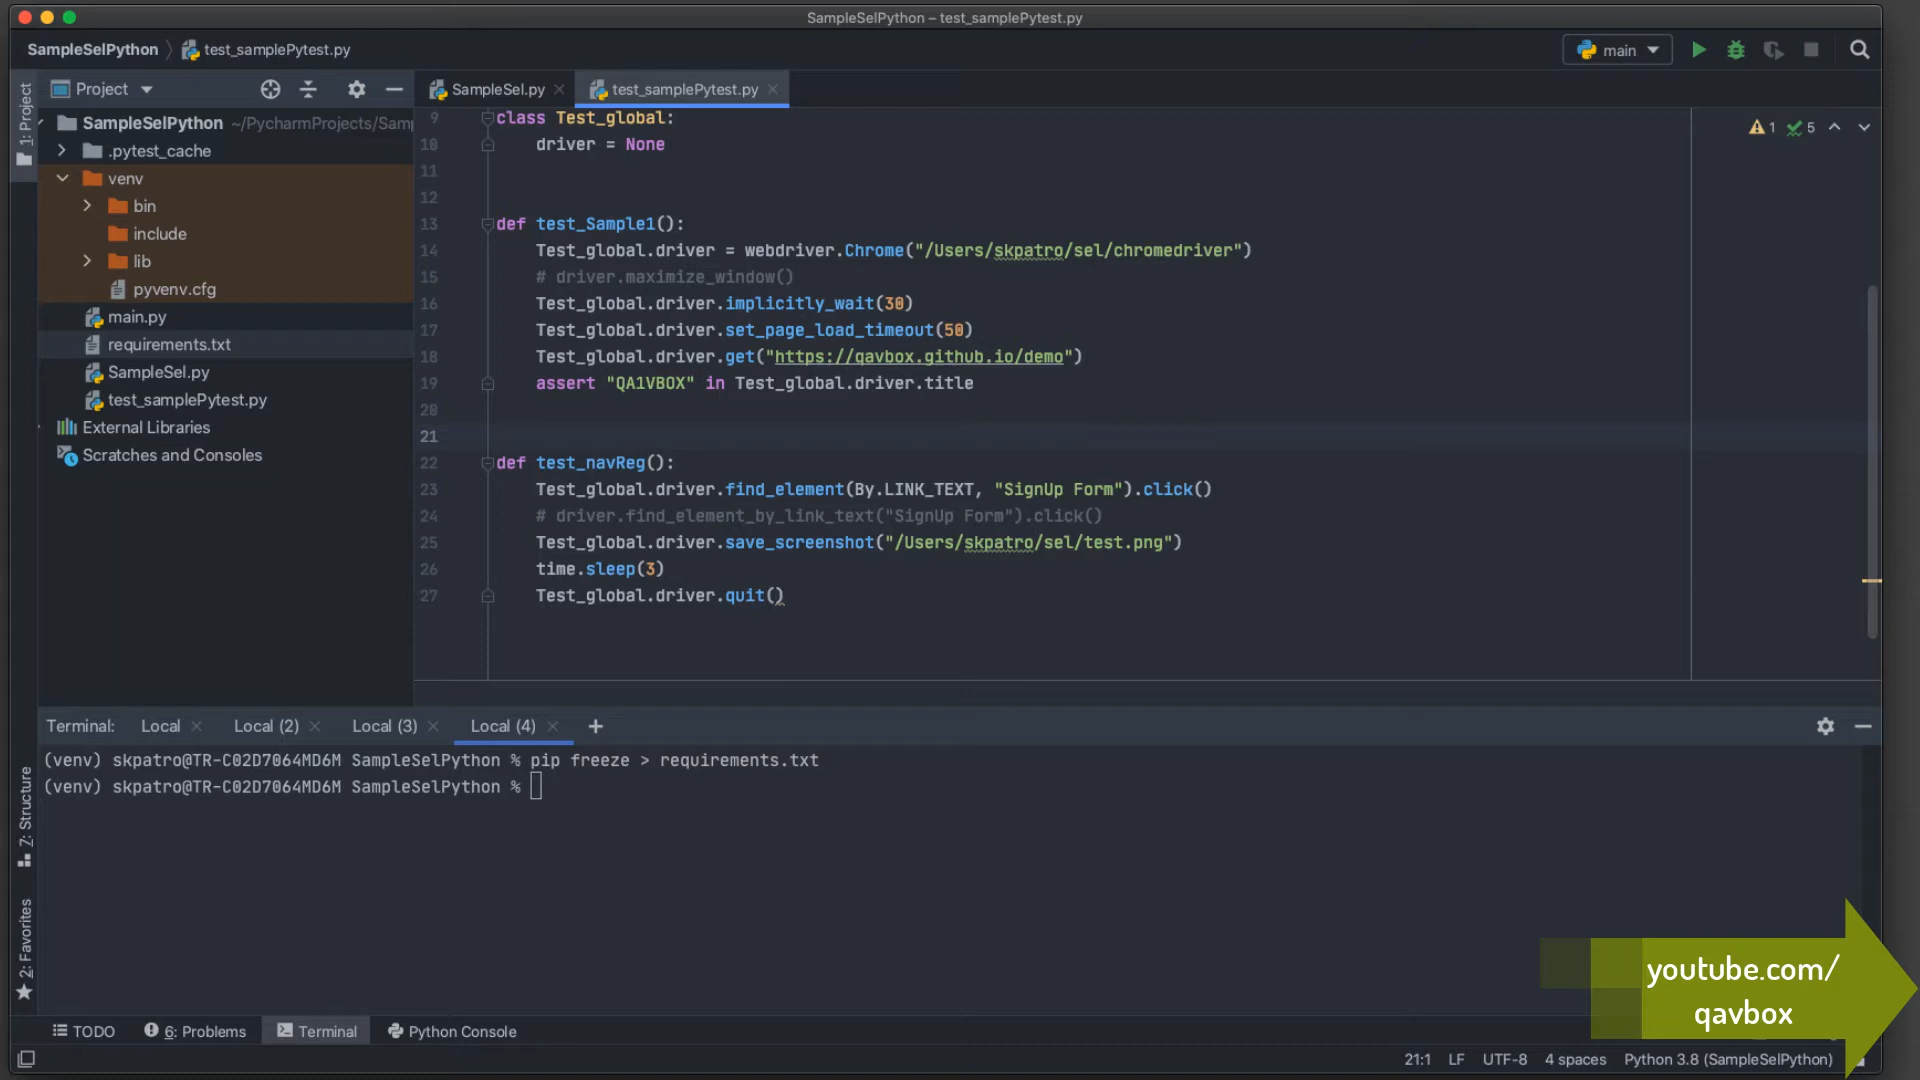 SampleSelPython – test_samplePytest.py
SampleSelPython test_samplePytest.py
main
1: Project
Project
SampleSel.py
test_samplePytest.py
SampleSelPython ~/PycharmProjects/Sam
.pytest_cache
venv
bin
include
lib
pyvenv.cfg
main.py
requirements.txt
SampleSel.py
test_samplePytest.py
External Libraries
Scratches and Consoles
1 5
9 class Test_global:
10 driver = None
11
12
13 def test_Sample1():
14 Test_global.driver = webdriver.Chrome("/Users/skpatro/sel/chromedriver")
15 # driver.maximize_window()
16 Test_global.driver.implicitly_wait(30)
17 Test_global.driver.set_page_load_timeout(50)
18 Test_global.driver.get("https://qavbox.github.io/demo")
19 assert "QA1VBOX" in Test_global.driver.title
20
21
22 def test_navReg():
23 Test_global.driver.find_element(By.LINK_TEXT, "SignUp Form").click()
24 # driver.find_element_by_link_text("SignUp Form").click()
25 Test_global.driver.save_screenshot("/Users/skpatro/sel/test.png")
26 time.sleep(3)
27 Test_global.driver.quit()
Terminal: Local Local (2) Local (3) Local (4)
(venv) skpatro@TR-C02D7064MD6M SampleSelPython % pip freeze > requirements.txt
(venv) skpatro@TR-C02D7064MD6M SampleSelPython %
7: Structure
2: Favorites
youtube.com/
qavbox
TODO 6: Problems Terminal Python Console
21:1 LF UTF-8 4 spaces Python 3.8 (SampleSelPython)